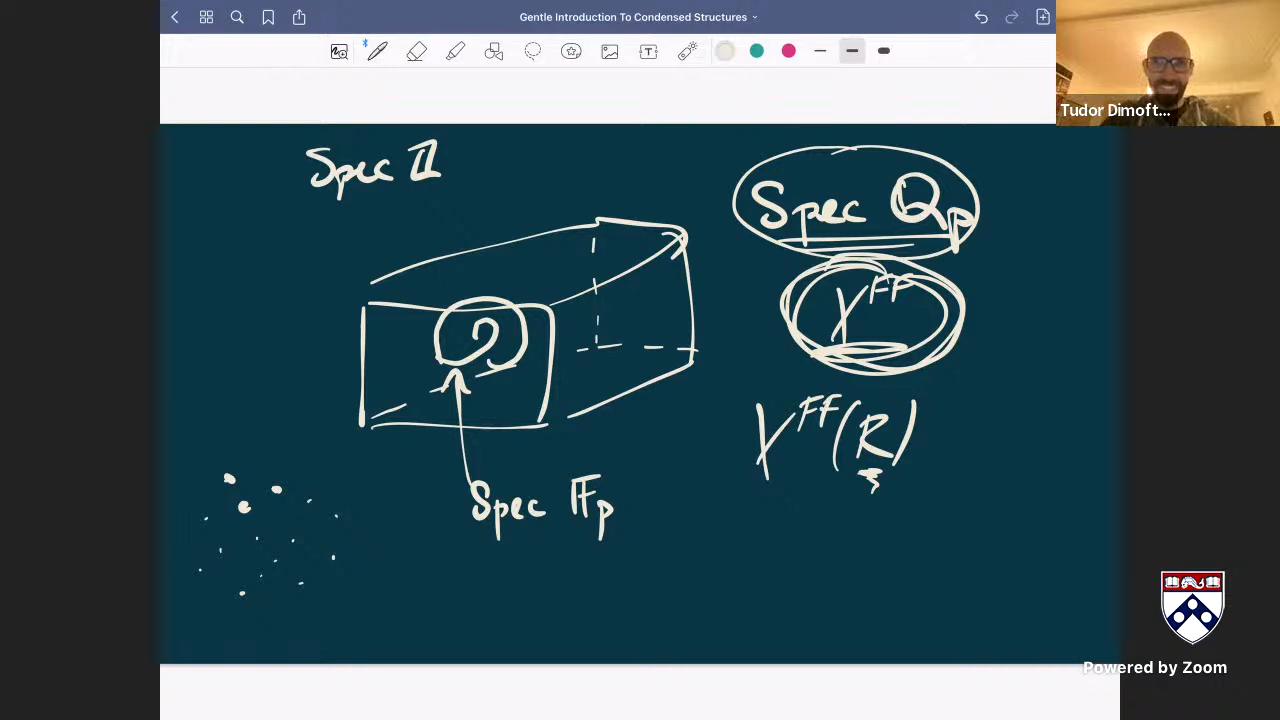 Gentle Introduction To Condensed Structures
Tudor Dimoft...
Spec ℤ
Spec ℚp
X^FF
X^FF(R)
Spec 𝔽p
Powered by Zoom